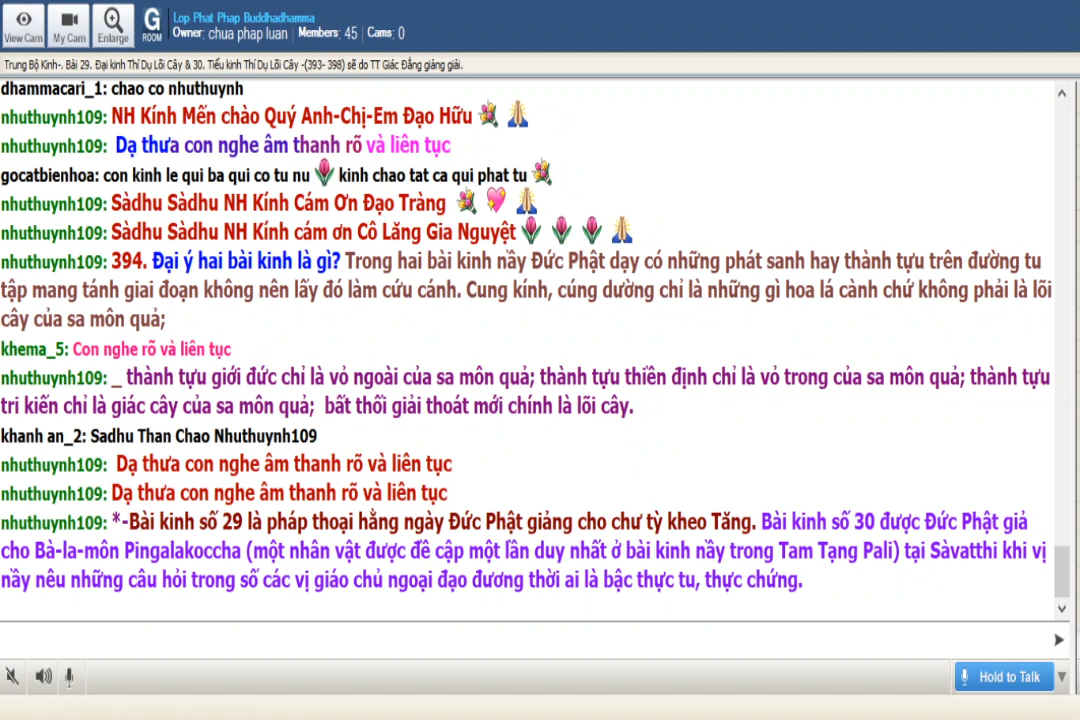 View Cam
My Cam
Enlarge
G
ROOM
Lop Phat Phap Buddhadhamma
Owner: chua phap luan | Members: 45 | Cams: 0
Trung Bộ Kinh-. Bài 29. Đại kinh Thí Dụ Lõi Cây & 30. Tiểu kinh Thí Dụ Lõi Cây -(393- 398) sẽ do TT Giác Đẳng giảng giải.
dhammacari_1: chao co nhuthuynh
nhuthuynh109: NH Kính Mến chào Quý Anh-Chị-Em Đạo Hữu 💐 🙏
nhuthuynh109: Dạ thưa con nghe âm thanh rõ và liên tục
gocatbienhoa: con kinh le qui ba qui co tu nu 🌷 kinh chao tat ca qui phat tu 💐
nhuthuynh109: Sàdhu Sàdhu NH Kính Cám Ơn Đạo Tràng 💐 💖 🙏
nhuthuynh109: Sàdhu Sàdhu NH Kính cám ơn Cô Lăng Gia Nguyệt 🌷 🌷 🌷 🙏
nhuthuynh109: 394. Đại ý hai bài kinh là gì? Trong hai bài kinh nầy Đức Phật dạy có những phát sanh hay thành tựu trên đường tu
tập mang tánh giai đoạn không nên lấy đó làm cứu cánh. Cung kính, cúng dường chỉ là những gì hoa lá cành chứ không phải là lõi
cây của sa môn quả;
khema_5: Con nghe rõ và liên tục
nhuthuynh109: _ thành tựu giới đức chỉ là vỏ ngoài của sa môn quả; thành tựu thiền định chỉ là vỏ trong của sa môn quả; thành tựu
tri kiến chỉ là giác cây của sa môn quả; bất thối giải thoát mới chính là lõi cây.
khanh an_2: Sadhu Than Chao Nhuthuynh109
nhuthuynh109: Dạ thưa con nghe âm thanh rõ và liên tục
nhuthuynh109: Dạ thưa con nghe âm thanh rõ và liên tục
nhuthuynh109: *-Bài kinh số 29 là pháp thoại hằng ngày Đức Phật giảng cho chư tỳ kheo Tăng. Bài kinh số 30 được Đức Phật giả
cho Bà-la-môn Pingalakoccha (một nhân vật được đề cập một lần duy nhất ở bài kinh nầy trong Tam Tạng Pali) tại Sàvatthi khi vị
nầy nêu những câu hỏi trong số các vị giáo chủ ngoại đạo đương thời ai là bậc thực tu, thực chứng.
Hold to Talk